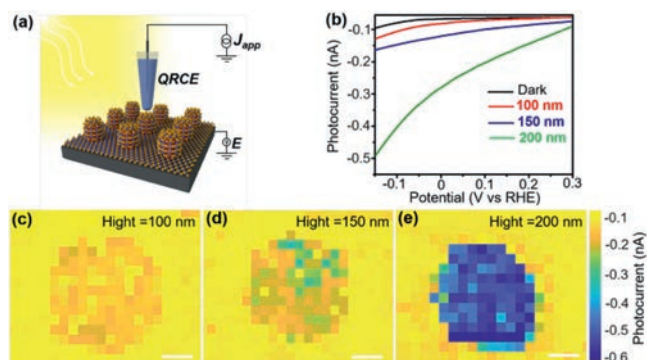 (a)
J app
QRCE
E
(b)
Photocurrent (nA)
-0.1
-0.2
-0.3
-0.4
-0.5
Dark
100 nm
150 nm
200 nm
-0.1 0 0.1 0.2 0.3
Potential (V vs RHE)
(c) Hight =100 nm
(d) Hight =150 nm
(e) Hight =200 nm
-0.1
-0.2
-0.3
-0.4
-0.5
-0.6
Photocurrent (nA)